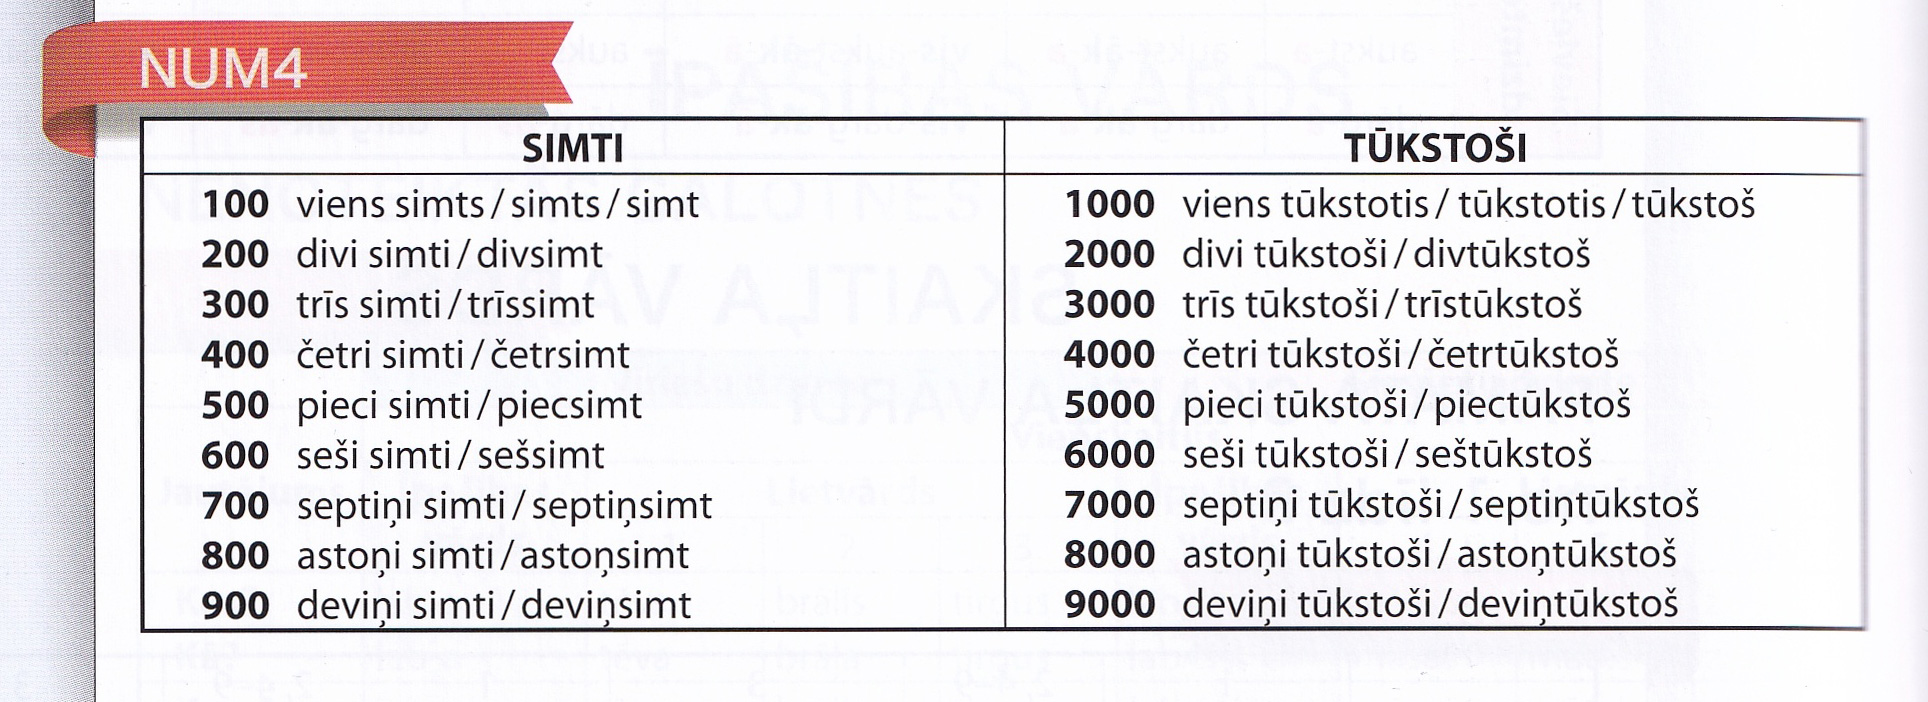 NUM4
SIMTI
TŪKSTOŠI
100 viens simts / simts / simt
1000 viens tūkstotis / tūkstotis / tūkstoš
200 divi simti / divsimt
2000 divi tūkstoši / divtūkstoš
300 trīs simti / trīssimt
3000 trīs tūkstoši / trīstūkstoš
400 četri simti / četrsimt
4000 četri tūkstoši / četrtūkstoš
500 pieci simti / piecsimt
5000 pieci tūkstoši / piectūkstoš
600 seši simti / sešsimt
6000 seši tūkstoši / seštūkstoš
700 septiņi simti / septiņsimt
7000 septiņi tūkstoši / septiņtūkstoš
800 astoņi simti / astoņsimt
8000 astoņi tūkstoši / astoņtūkstoš
900 deviņi simti / deviņsimt
9000 deviņi tūkstoši / deviņtūkstoš